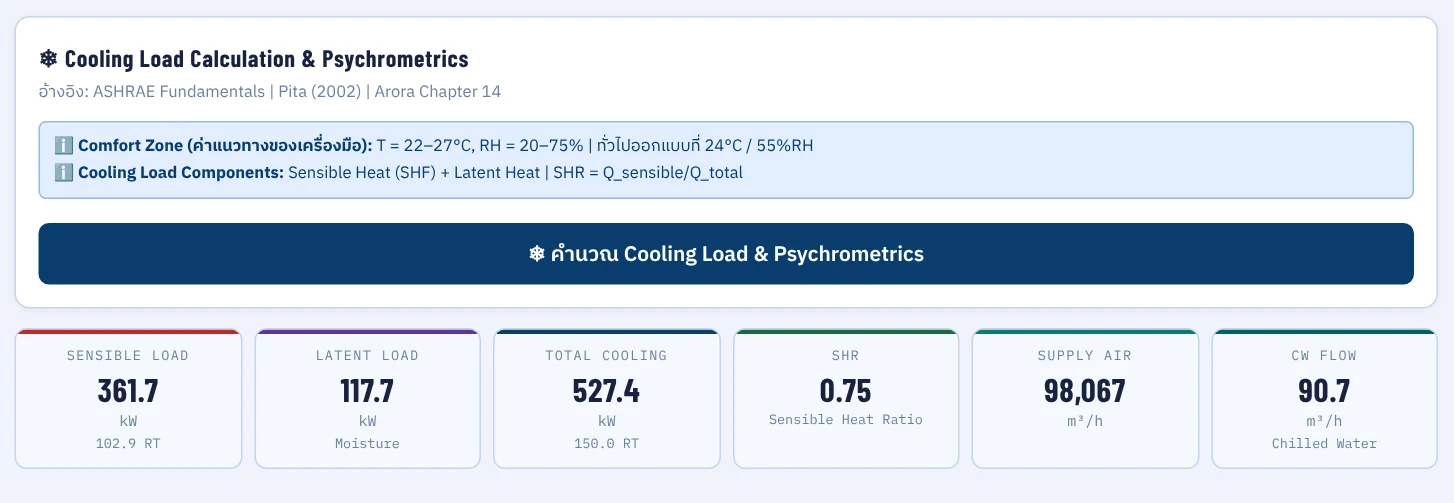 ❄ Cooling Load Calculation & Psychrometrics
อ้างอิง: ASHRAE Fundamentals | Pita (2002) | Arora Chapter 14
ℹ️ Comfort Zone (ค่าแนวทางของเครื่องมือ): T = 22–27°C, RH = 20–75% | ทั่วไปออกแบบที่ 24°C / 55%RH
ℹ️ Cooling Load Components: Sensible Heat (SHF) + Latent Heat | SHR = Q_sensible/Q_total
❄ คำนวณ Cooling Load & Psychrometrics
SENSIBLE LOAD
361.7
kW
102.9 RT
LATENT LOAD
117.7
kW
Moisture
TOTAL COOLING
527.4
kW
150.0 RT
SHR
0.75
Sensible Heat Ratio
SUPPLY AIR
98,067
m³/h
CW FLOW
90.7
m³/h
Chilled Water